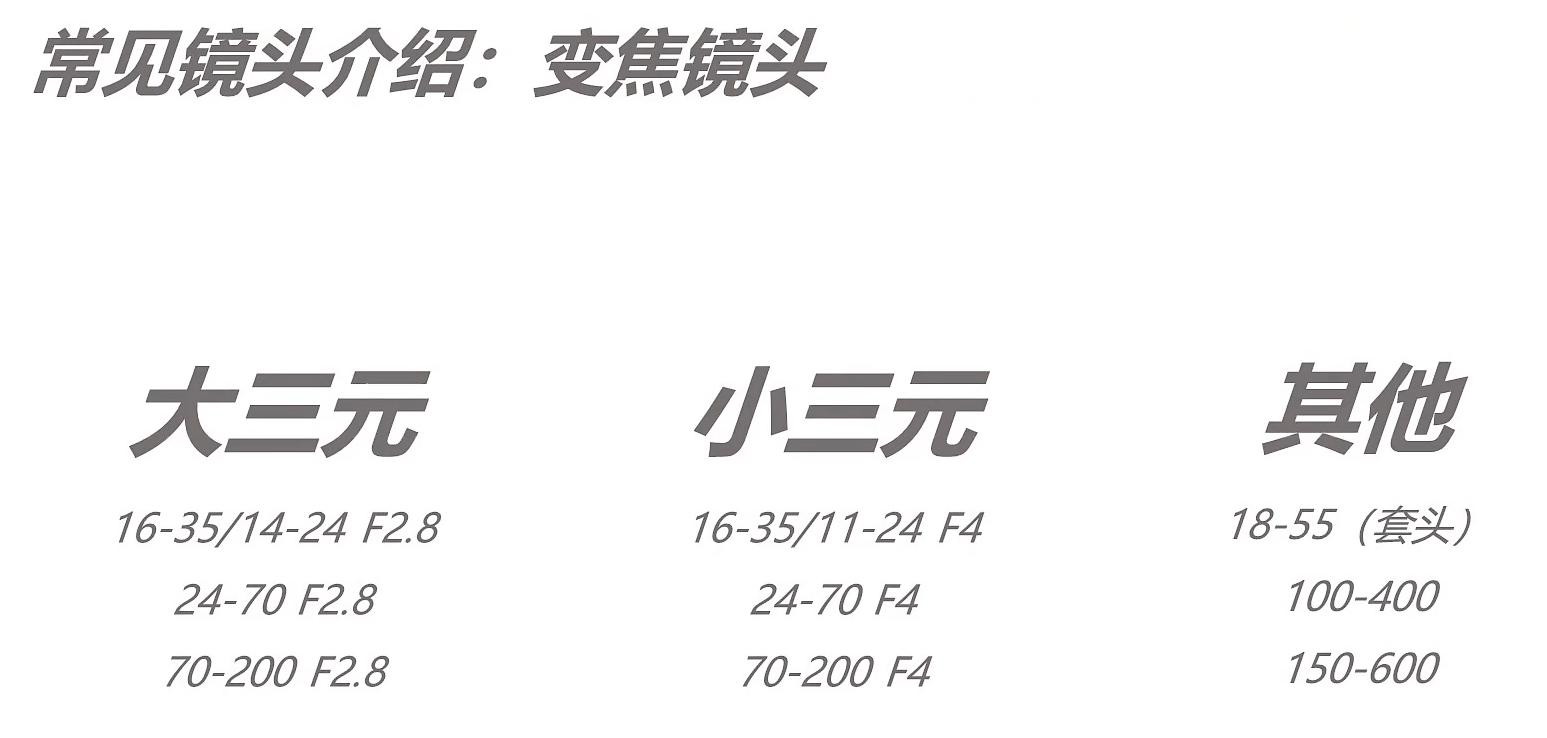 常见镜头介绍：变焦镜头
大三元
16-35/14-24 F2.8
24-70 F2.8
70-200 F2.8
小三元
16-35/11-24 F4
24-70 F4
70-200 F4
其他
18-55（套头）
100-400
150-600